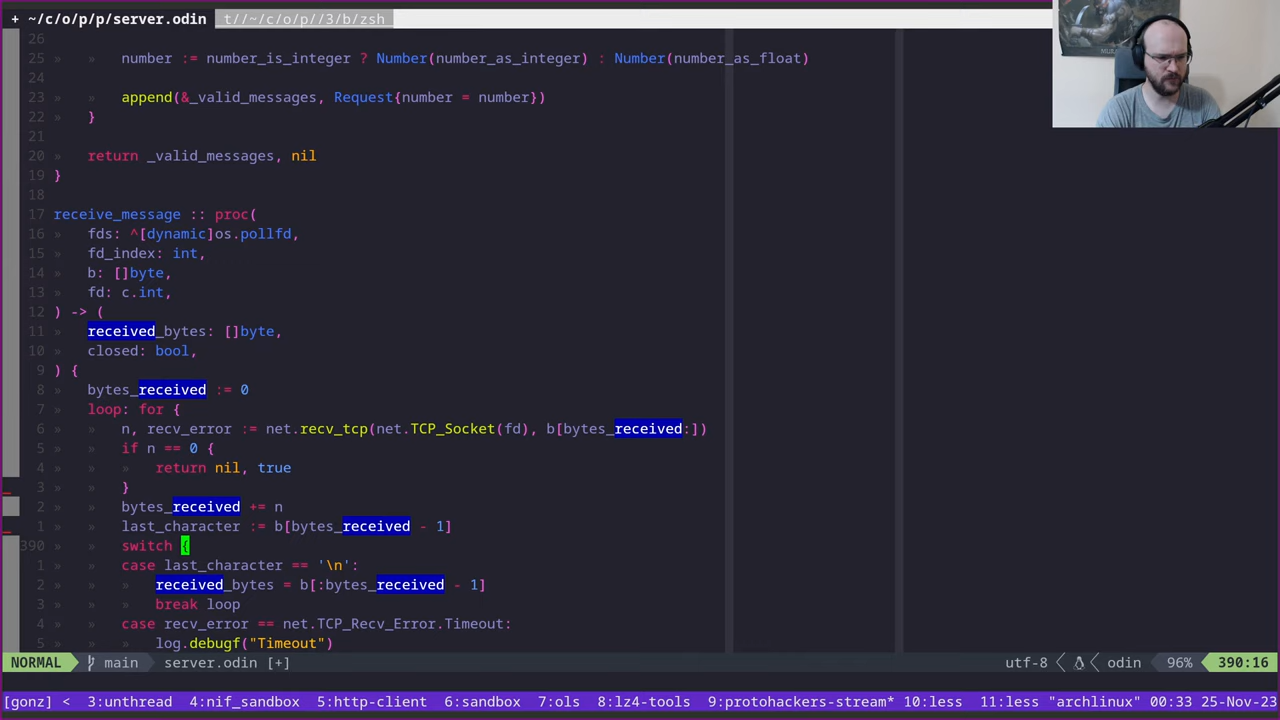 + ~/c/o/p/p/server.odin  t//~/c/o/p//3/b/zsh
26
25 » » number := number_is_integer ? Number(number_as_integer) : Number(number_as_float)
24
23 » » append(&_valid_messages, Request{number = number})
22 » }
21
20 » return _valid_messages, nil
19 }
18
17 receive_message :: proc(
16 » fds: ^[dynamic]os.pollfd,
15 » fd_index: int,
14 » b: []byte,
13 » fd: c.int,
12 ) -> (
11 » received_bytes: []byte,
10 » closed: bool,
9 ) {
8 » bytes_received := 0
7 » loop: for {
6 » » n, recv_error := net.recv_tcp(net.TCP_Socket(fd), b[bytes_received:])
5 » » if n == 0 {
4 » » » return nil, true
3 » » }
2 » » bytes_received += n
1 » » last_character := b[bytes_received - 1]
390 » » switch {
1 » » case last_character == '\n':
2 » » » received_bytes = b[:bytes_received - 1]
3 » » » break loop
4 » » case recv_error == net.TCP_Recv_Error.Timeout:
5 » » » log.debugf("Timeout")
NORMAL main server.odin [+] utf-8 odin 96% 390:16
[gonz] < 3:unthread 4:nif_sandbox 5:http-client 6:sandbox 7:ols 8:lz4-tools 9:protohackers-stream* 10:less 11:less "archlinux" 00:33 25-Nov-23